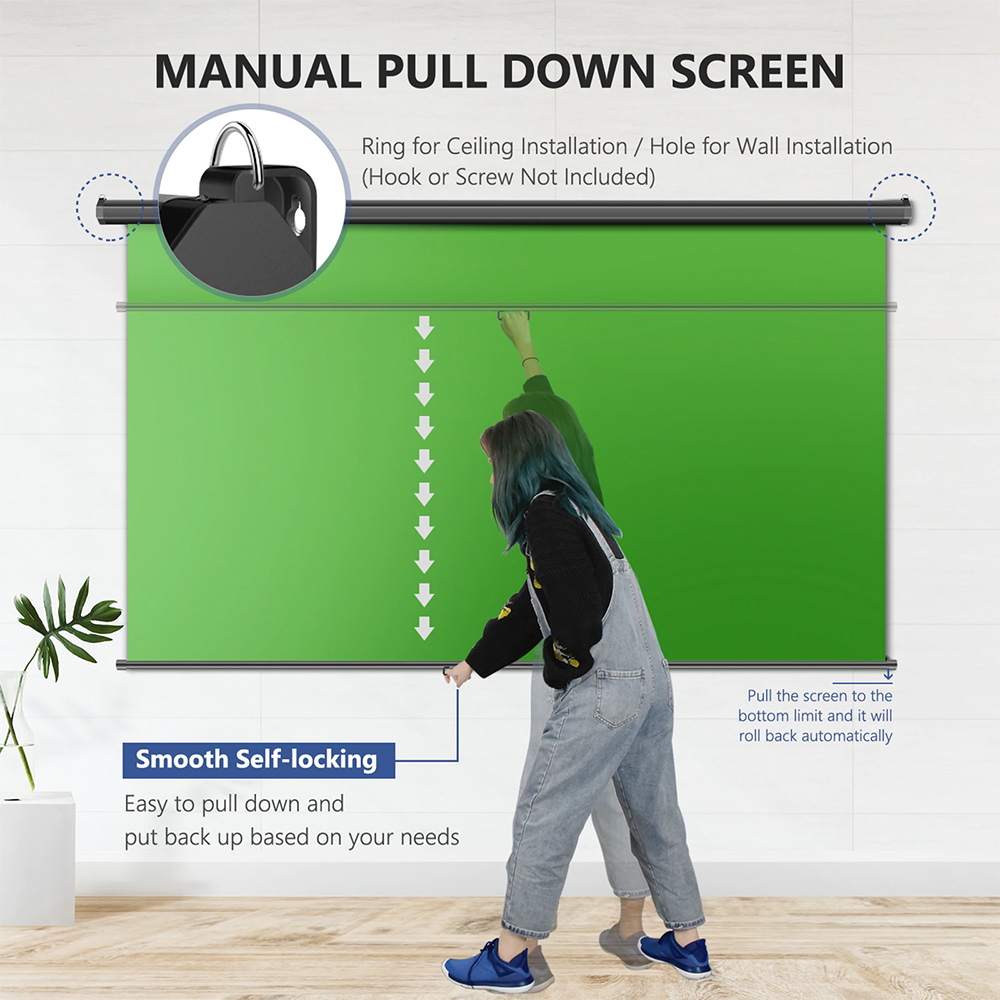 MANUAL PULL DOWN SCREEN
Ring for Ceiling Installation / Hole for Wall Installation
(Hook or Screw Not Included)
Pull the screen to the
bottom limit and it will
roll back automatically
Smooth Self-locking
Easy to pull down and
put back up based on your needs